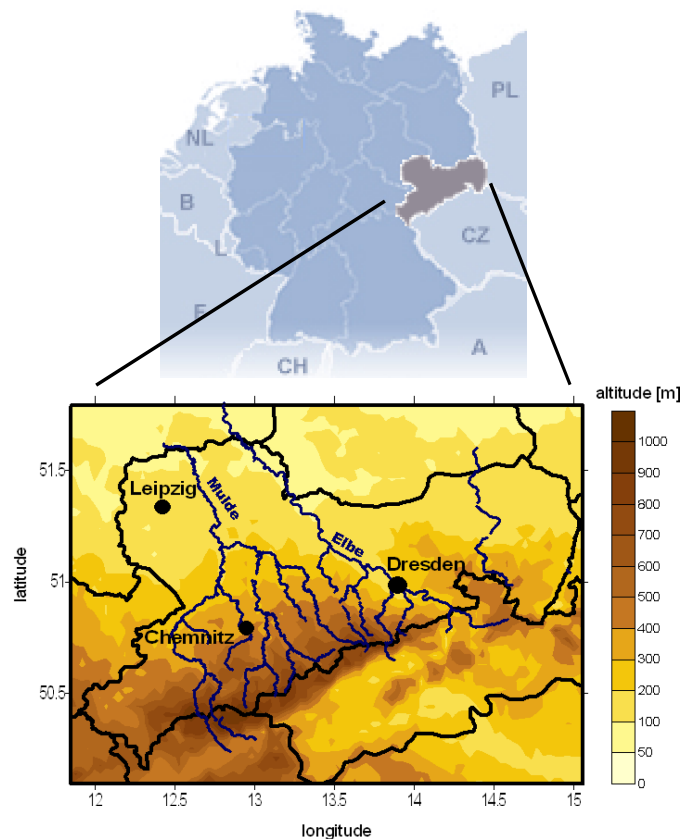 PL
NL
B
CZ
L
F
A
CH
altitude [m]
1000
900
800
700
600
500
400
300
200
100
50
0
51.5
51
50.5
latitude
Leipzig
Mulde
Elbe
Dresden
Chemnitz
12 12.5 13 13.5 14 14.5 15
longitude